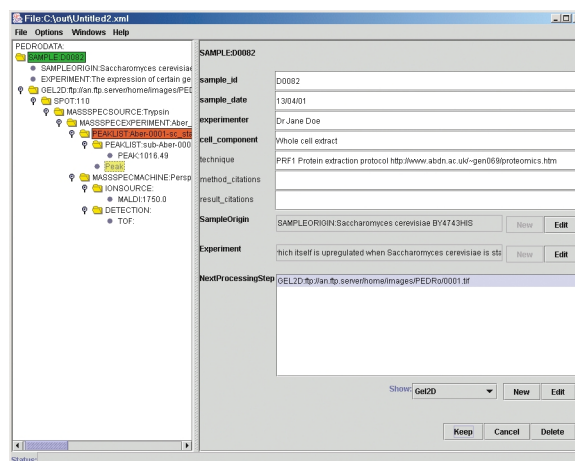 File:C:\out\Untitled2.xml
File Options Windows Help
PEDRODATA:
SAMPLE:D0082
SAMPLEORIGIN:Saccharomyces cerevisiae
EXPERIMENT:The expression of certain ge
GEL2D:ftp://an.ftp.server/home/images/PED
SPOT:110
MASSSPECSOURCE:Trypsin
MASSSPECEXPERIMENT:Aber_
PEAKLIST:Aber-0001-sc_sta
PEAKLIST:sub-Aber-000
PEAK:1016.49
Peak
MASSSPECMACHINE:Persp
IONSOURCE:
MALDI:1750.0
DETECTION:
TOF:
SAMPLE:D0082
sample_id D0082
sample_date 13/04/01
experimenter Dr Jane Doe
cell_component Whole cell extract
technique PRF1 Protein extraction protocol http://www.abdn.ac.uk/~gen069/proteomics.htm
method_citations
result_citations
SampleOrigin SAMPLEORIGIN:Saccharomyces cerevisiae BY4743HIS New Edit
Experiment hich itself is upregulated when Saccharomyces cerevisiae is sta New Edit
NextProcessingStep GEL2D:ftp://an.ftp.server/home/images/PEDRo/0001.tif
Show: Gel2D New Edit
Keep Cancel Delete
Status: